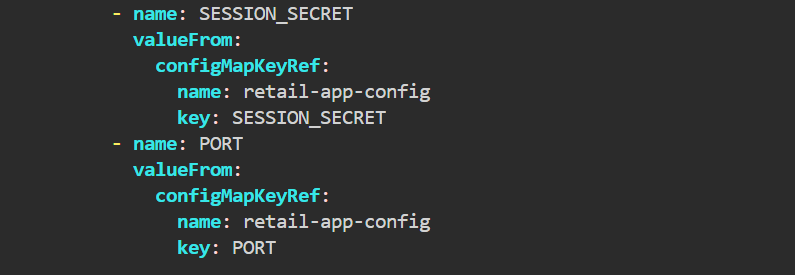 - name: SESSION_SECRET
  valueFrom:
    configMapKeyRef:
      name: retail-app-config
      key: SESSION_SECRET
- name: PORT
  valueFrom:
    configMapKeyRef:
      name: retail-app-config
      key: PORT